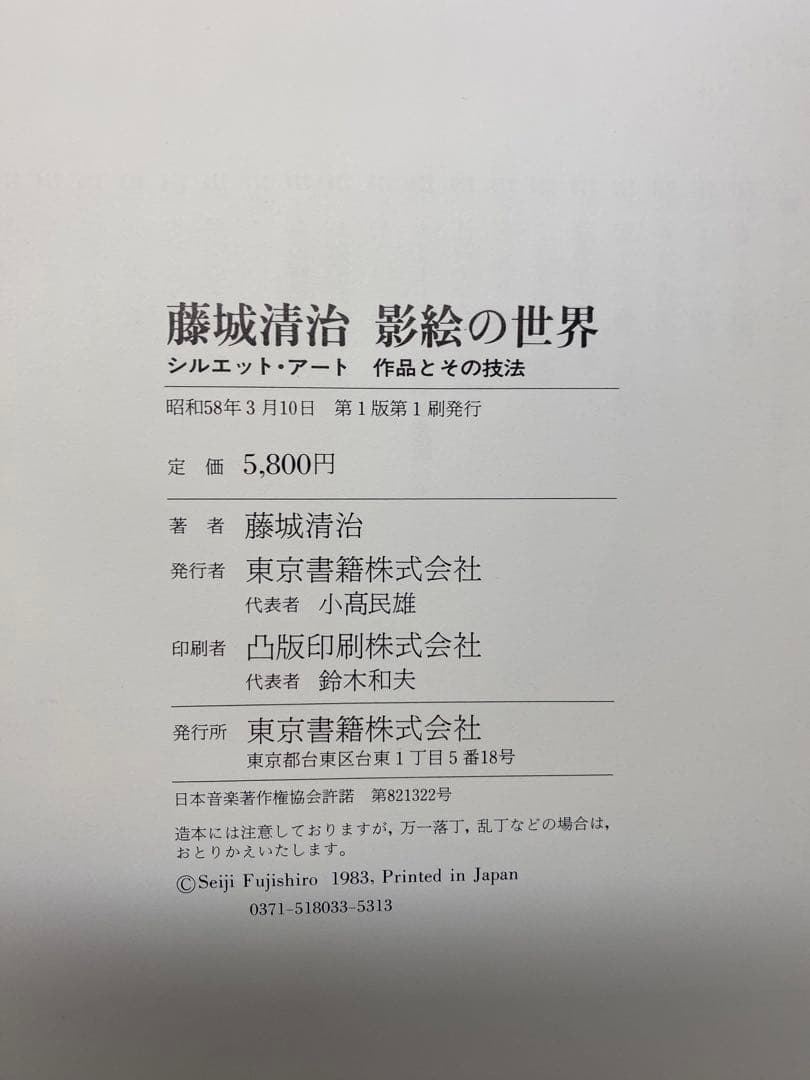 藤城清治 影絵の世界
シルエット・アート 作品とその技法
昭和58年3月10日 第1版第1刷発行
定 価 5,800円
著 者 藤城清治
発行者 東京書籍株式会社
代表者 小髙民雄
印刷者 凸版印刷株式会社
代表者 鈴木和夫
発行所 東京書籍株式会社
東京都台東区台東1丁目5番18号
日本音楽著作権協会許諾 第821322号
造本には注意しておりますが,万一落丁,乱丁などの場合は,
おとりかえいたします。
©Seiji Fujishiro 1983, Printed in Japan
0371-518033-5313